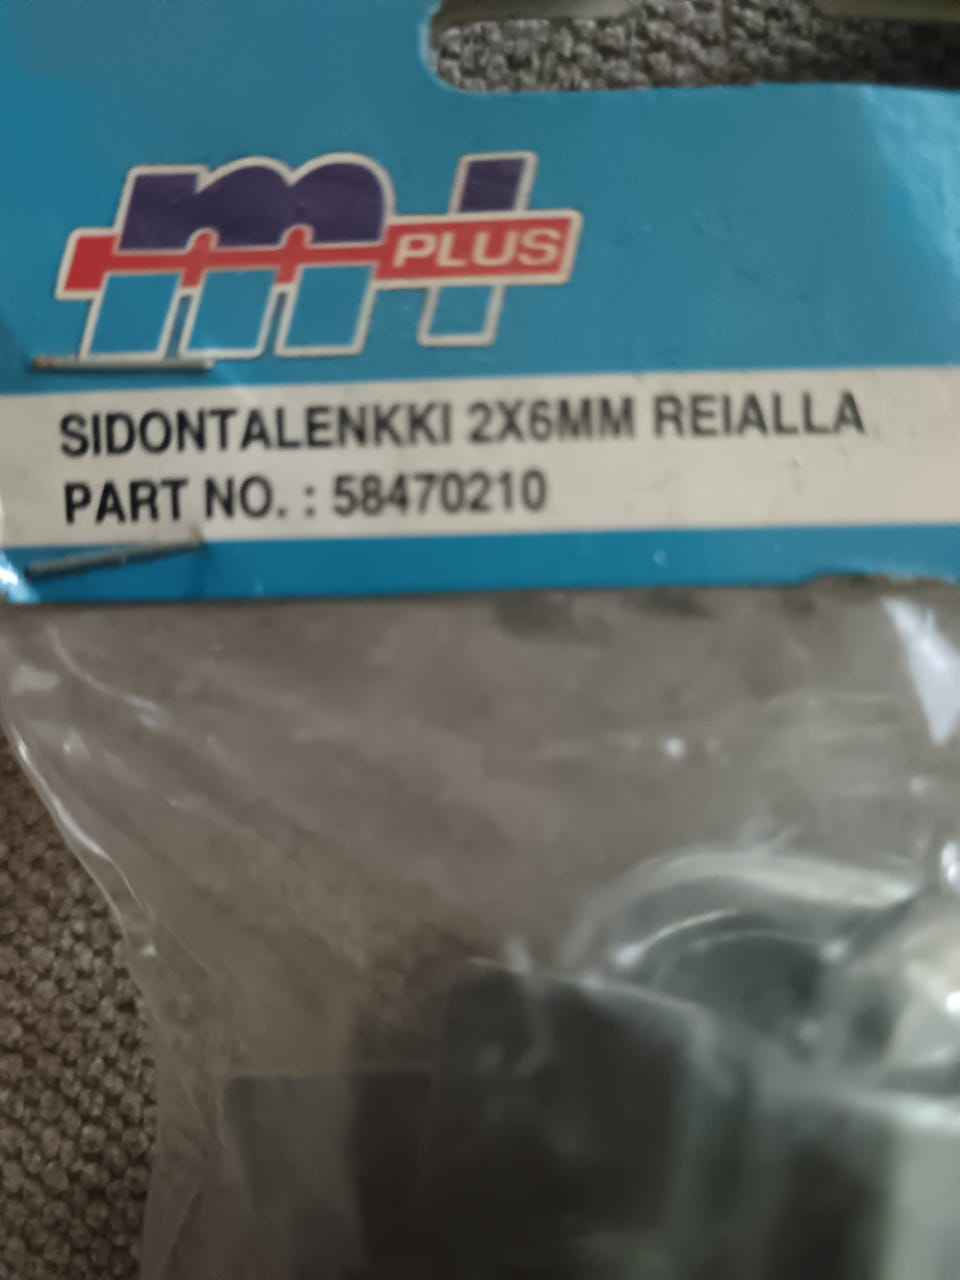 m+
PLUS
SIDONTALENKKI 2X6MM REIALLA
PART NO. : 58470210